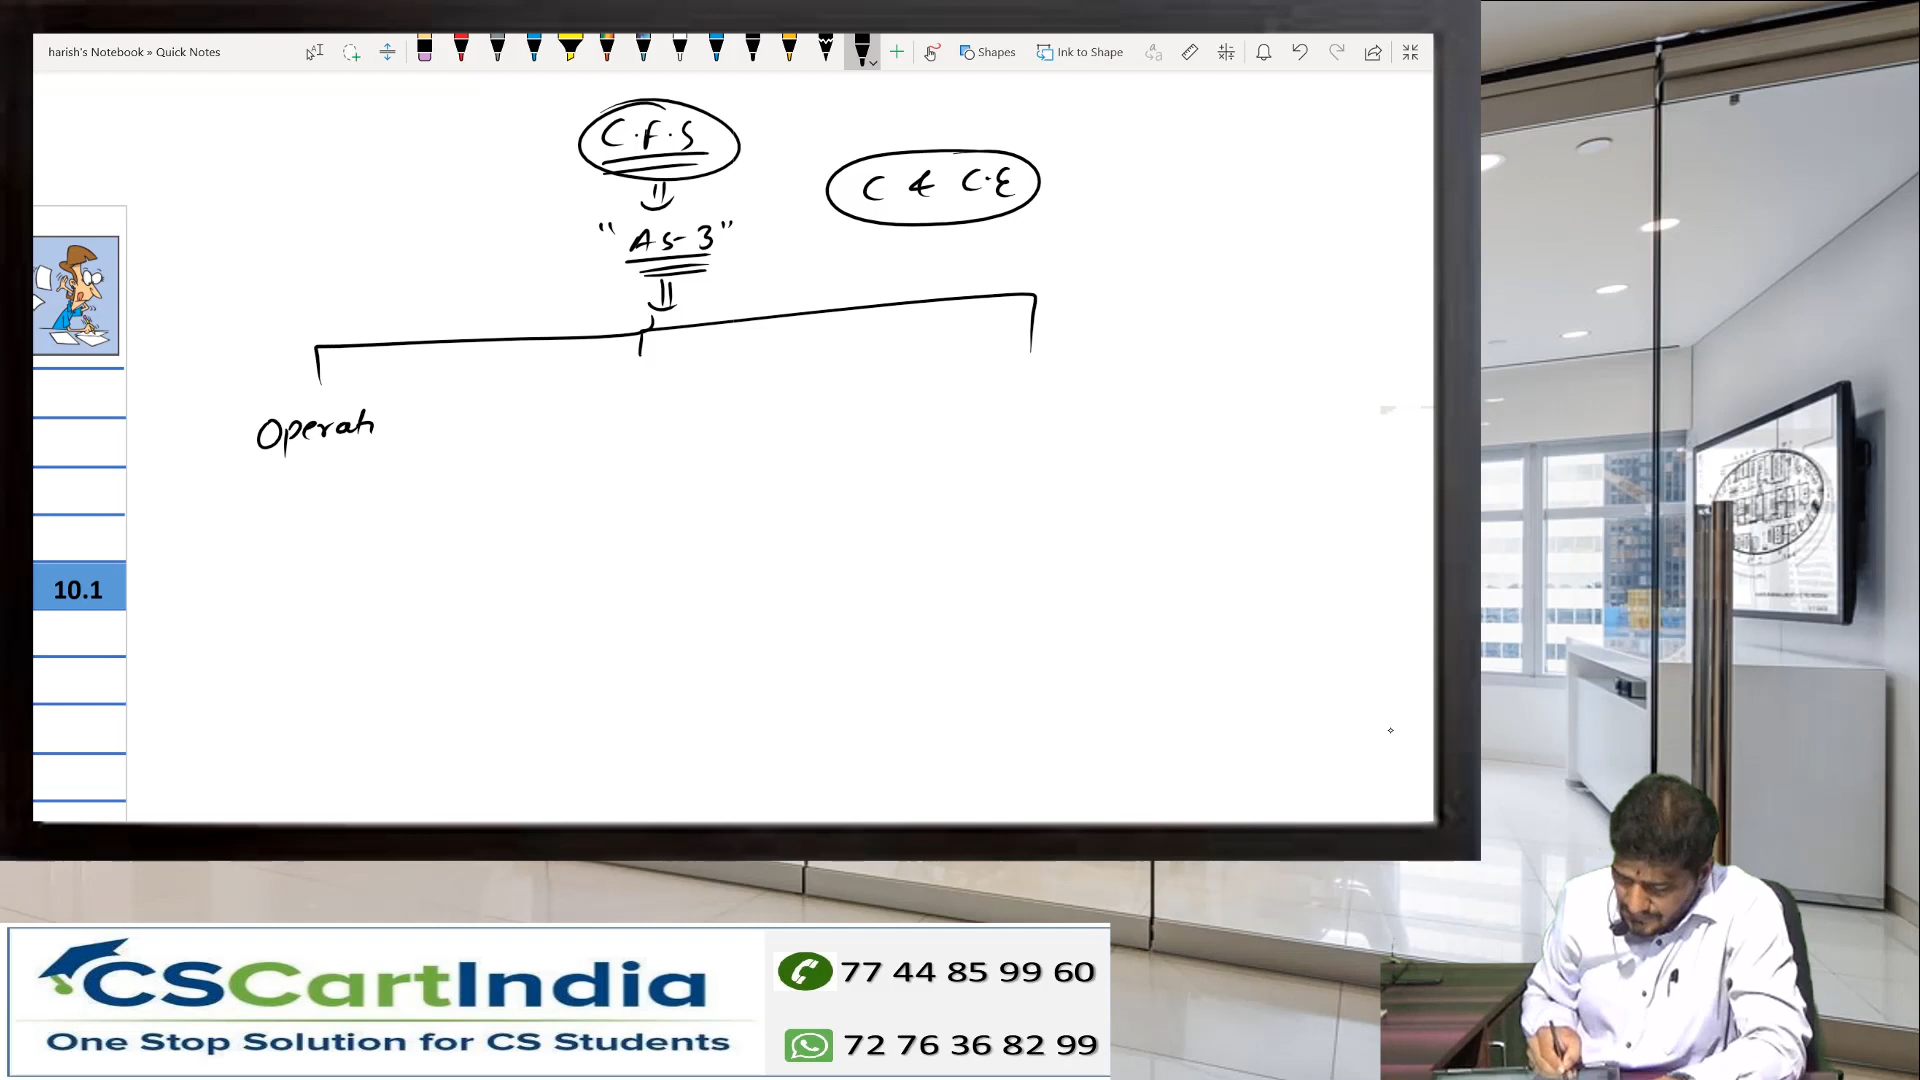 harish's Notebook » Quick Notes
Shapes
Ink to Shape
C.F.S
C & C.E
"AS-3"
Operati
10.1
CSCartIndia
One Stop Solution for CS Students
77 44 85 99 60
72 76 36 82 99